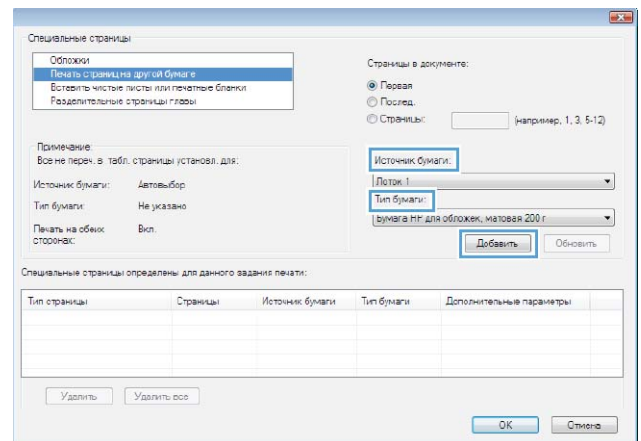 Специальные страницы
Обложки
Печать страниц на другой бумаге
Вставить чистые листы или печатные бланки
Разделительные страницы главы
Страницы в документе:
Первая
Послед.
Страницы:
(например, 1, 3, 5-12)
Примечание:
Все не переч. в табл. страницы установл. для:
Источник бумаги: Автовыбор
Тип бумаги: Не указано
Печать на обеих сторонах: Вкл.
Источник бумаги:
Лоток 1
Тип бумаги:
Бумага HP для обложек, матовая 200 г
Добавить Обновить
Специальные страницы определены для данного задания печати:
Тип страницы Страницы Источник бумаги Тип бумаги Дополнительные параметры
Удалить Удалить все
OK Отмена